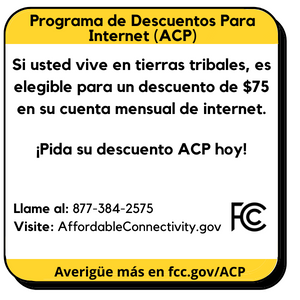 Programa de Descuentos Para
Internet (ACP)
Si usted vive en tierras tribales, es
elegible para un descuento de $75
en su cuenta mensual de internet.
¡Pida su descuento ACP hoy!
Llame al: 877-384-2575
Visite: AffordableConnectivity.gov
FCC
Averigüe más en fcc.gov/ACP